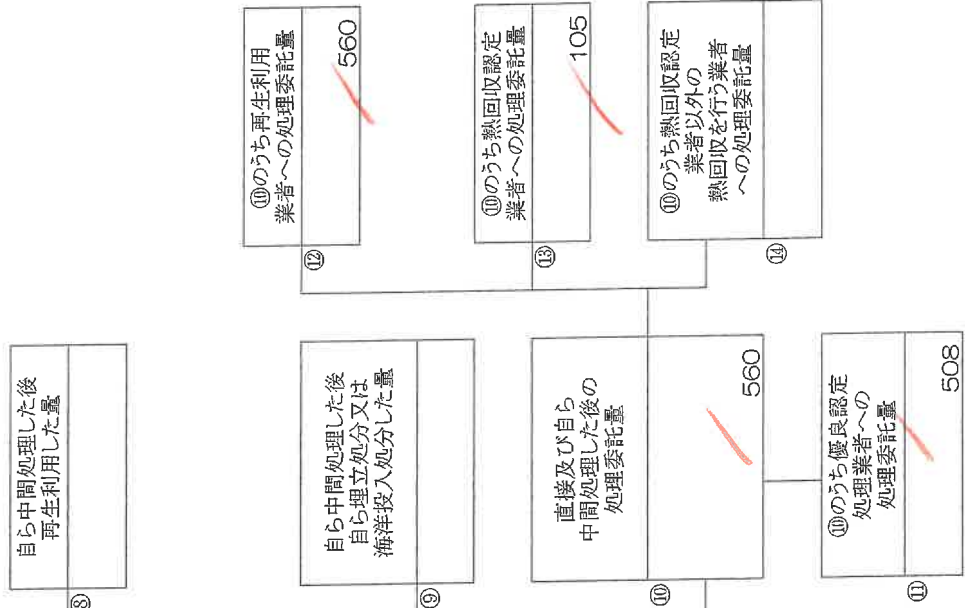 ⑧
自ら中間処理した後
再生利用した量
⑨
自ら中間処理した後
自ら埋立処分又は
海洋投入処分した量
⑩
直接及び自ら
中間処理した後の
処理委託量
560
⑪
⑩のうち優良認定
処理業者への
処理委託量
508
⑫
⑩のうち再生利用
業者への処理委託量
560
⑬
⑩のうち熱回収認定
業者への処理委託量
105
⑭
⑩のうち熱回収認定
業者以外の
熱回収を行う業者
への処理委託量